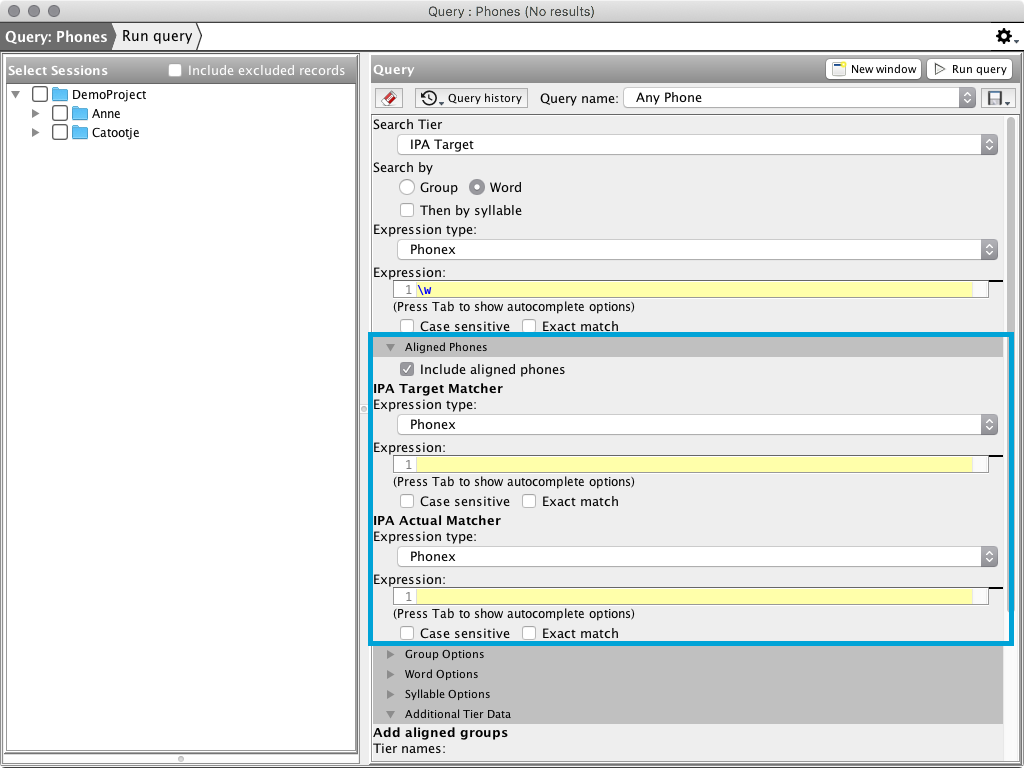 Query : Phones (No results)
Query: Phones Run query
Select Sessions Include excluded records
DemoProject
Anne
Catootje
Query New window Run query
Query history Query name: Any Phone
Search Tier
IPA Target
Search by
Group Word
Then by syllable
Expression type:
Phonex
Expression:
1 \w
(Press Tab to show autocomplete options)
Case sensitive Exact match
Aligned Phones
Include aligned phones
IPA Target Matcher
Expression type:
Phonex
Expression:
1
(Press Tab to show autocomplete options)
Case sensitive Exact match
IPA Actual Matcher
Expression type:
Phonex
Expression:
1
(Press Tab to show autocomplete options)
Case sensitive Exact match
Group Options
Word Options
Syllable Options
Additional Tier Data
Add aligned groups
Tier names: